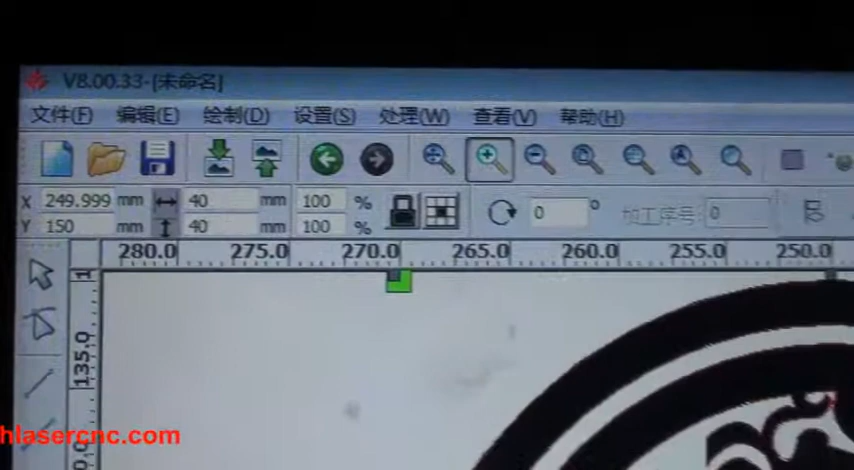 V8.00.33-[未命名]
文件(F) 编辑(E) 绘制(D) 设置(S) 处理(W) 查看(V) 帮助(H)
X 249.999 mm 40 mm 100 %
Y 150 mm 40 mm 100 % 0 ° 加工序号: 0
280.0 275.0 270.0 265.0 260.0 255.0 250.0
135.0
hlasercnc.com